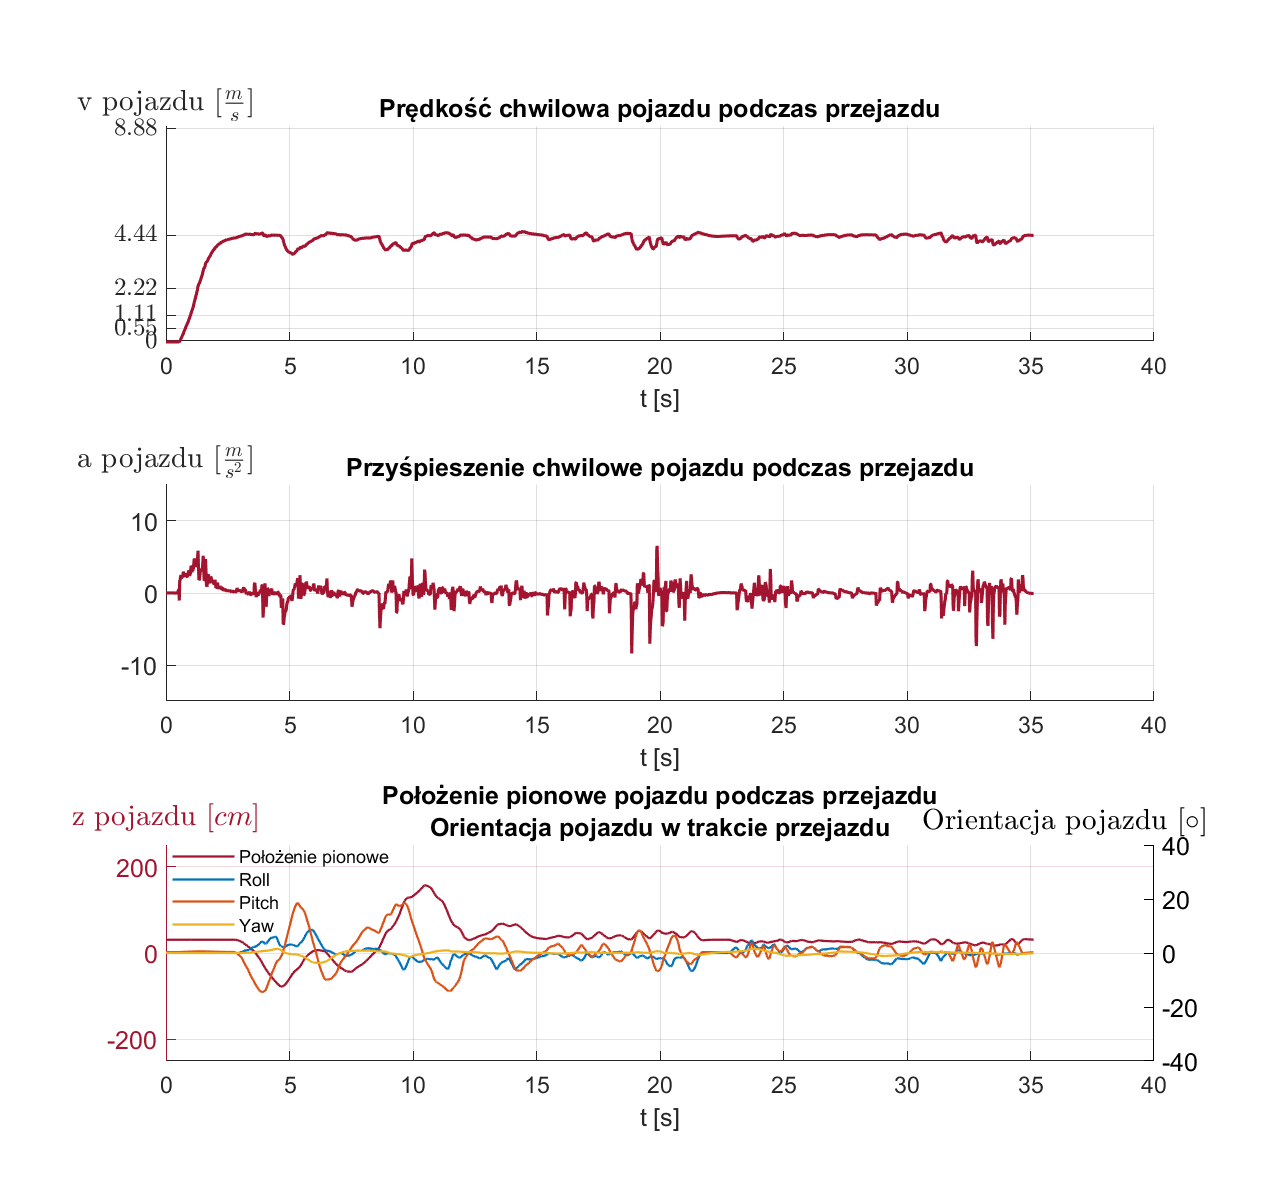 v pojazdu [m/s]
Prędkość chwilowa pojazdu podczas przejazdu
8.88
4.44
2.22
1.11
0.55
0
0 5 10 15 20 25 30 35 40
t [s]
a pojazdu [m/s²]
Przyśpieszenie chwilowe pojazdu podczas przejazdu
10
0
-10
0 5 10 15 20 25 30 35 40
t [s]
Położenie pionowe pojazdu podczas przejazdu
z pojazdu [cm]
Orientacja pojazdu w trakcie przejazdu
Orientacja pojazdu [∘]
200
0
-200
Położenie pionowe
Roll
Pitch
Yaw
40
20
0
-20
-40
0 5 10 15 20 25 30 35 40
t [s]